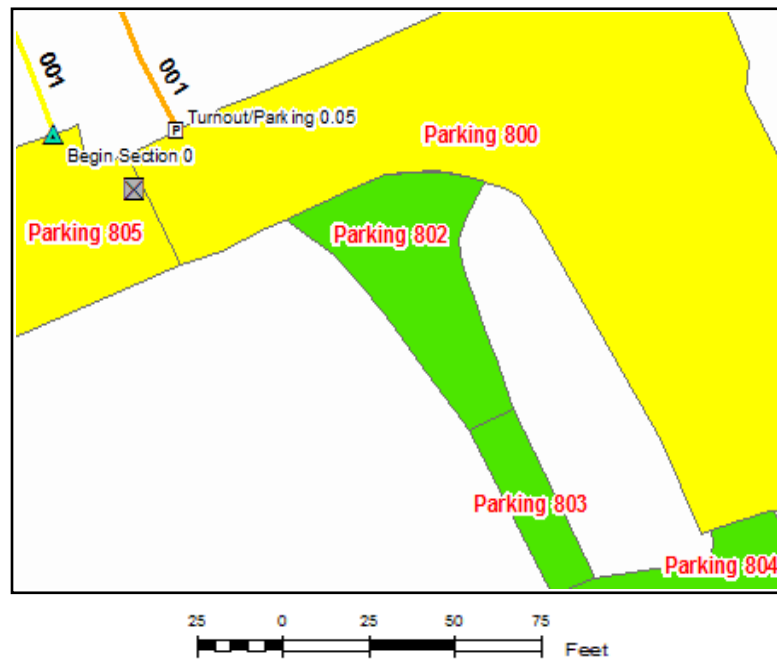 001
001
P
Turnout/Parking 0.05
Parking 800
Begin Section 0
Parking 805
Parking 802
Parking 803
Parking 804
25 0 25 50 75
Feet